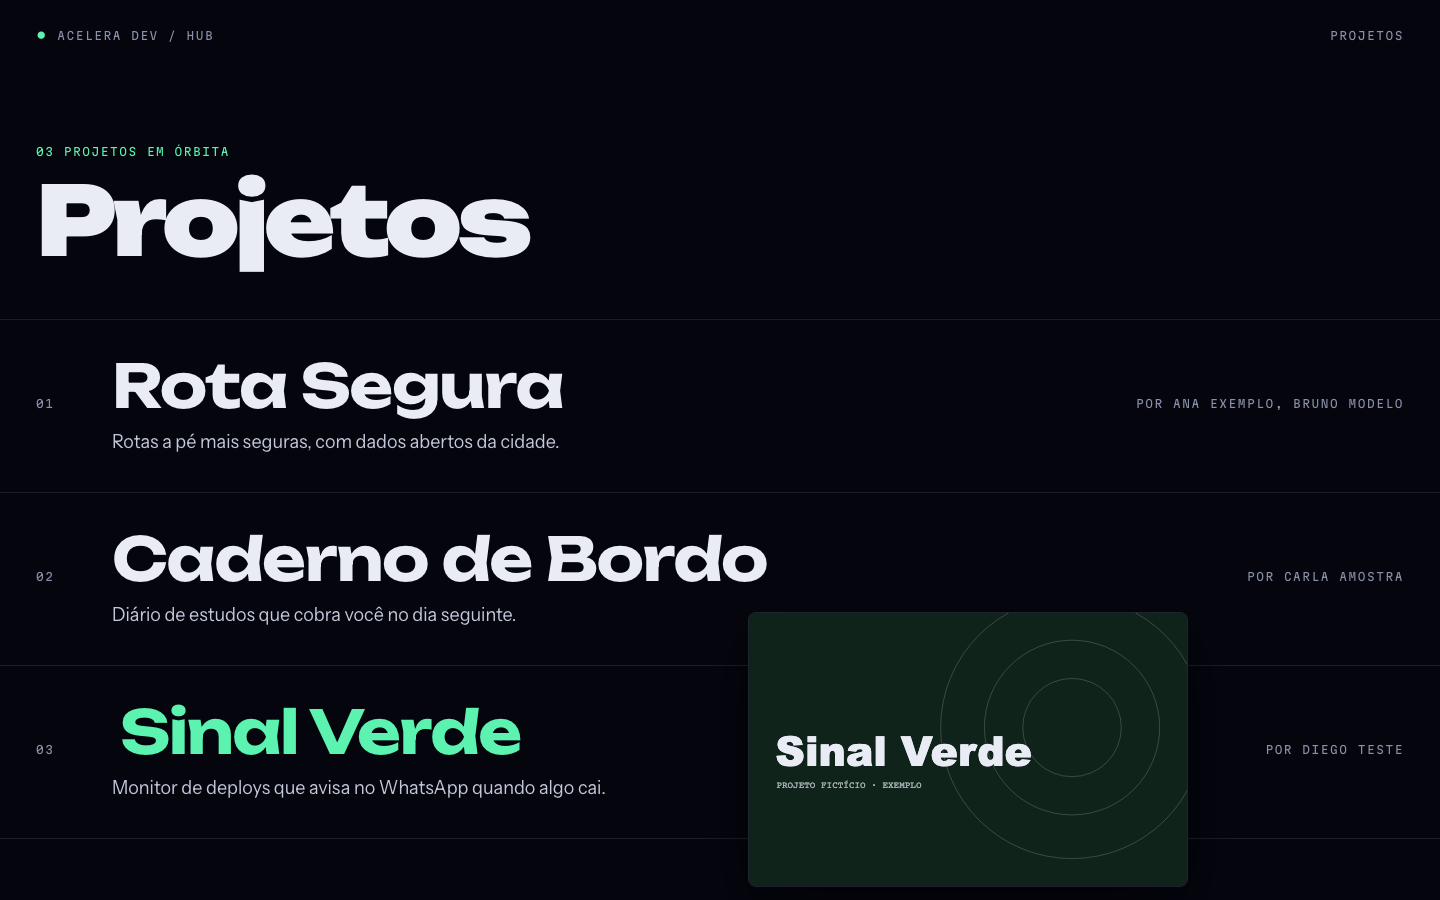 ACELERA DEV / HUB
PROJETOS
03 PROJETOS EM ÓRBITA
Projetos
01
Rota Segura
Rotas a pé mais seguras, com dados abertos da cidade.
POR ANA EXEMPLO, BRUNO MODELO
02
Caderno de Bordo
Diário de estudos que cobra você no dia seguinte.
POR CARLA AMOSTRA
03
Sinal Verde
Monitor de deploys que avisa no WhatsApp quando algo cai.
Sinal Verde
PROJETO FICTÍCIO · EXEMPLO
POR DIEGO TESTE